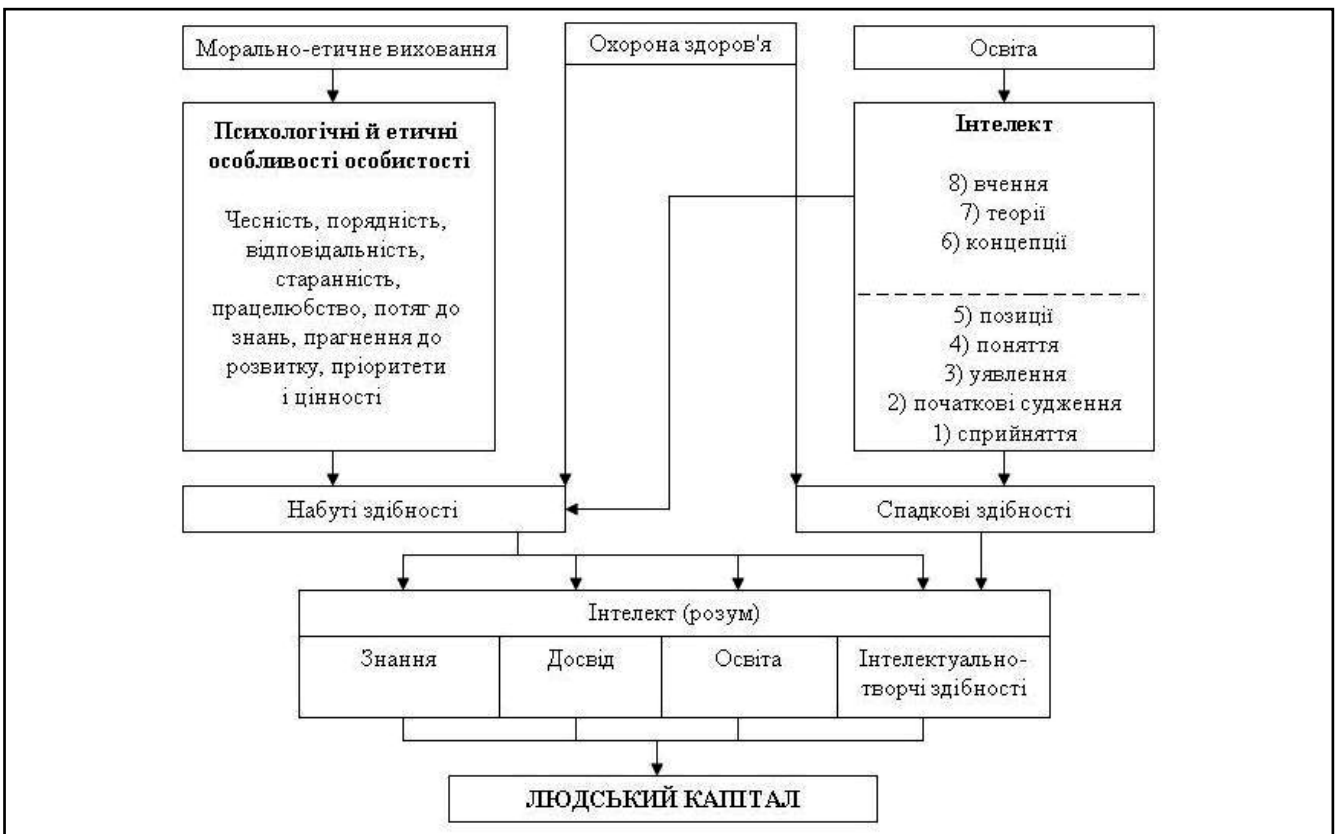 Морально-етичне виховання
Охорона здоров'я
Освіта
Психологічні й етичні
особливості особистості
Чесність, порядність,
відповідальність,
старанність,
працелюбство, потяг до
знань, прагнення до
розвитку, пріоритети
і цінності
Інтелект
8) вчення
7) теорії
6) концепції
5) позиції
4) поняття
3) уявлення
2) початкові судження
1) сприйняття
Набуті здібності
Спадкові здібності
Інтелект (розум)
Знання
Досвід
Освіта
Інтелектуально-
творчі здібності
ЛЮДСЬКИЙ КАПІТАЛ